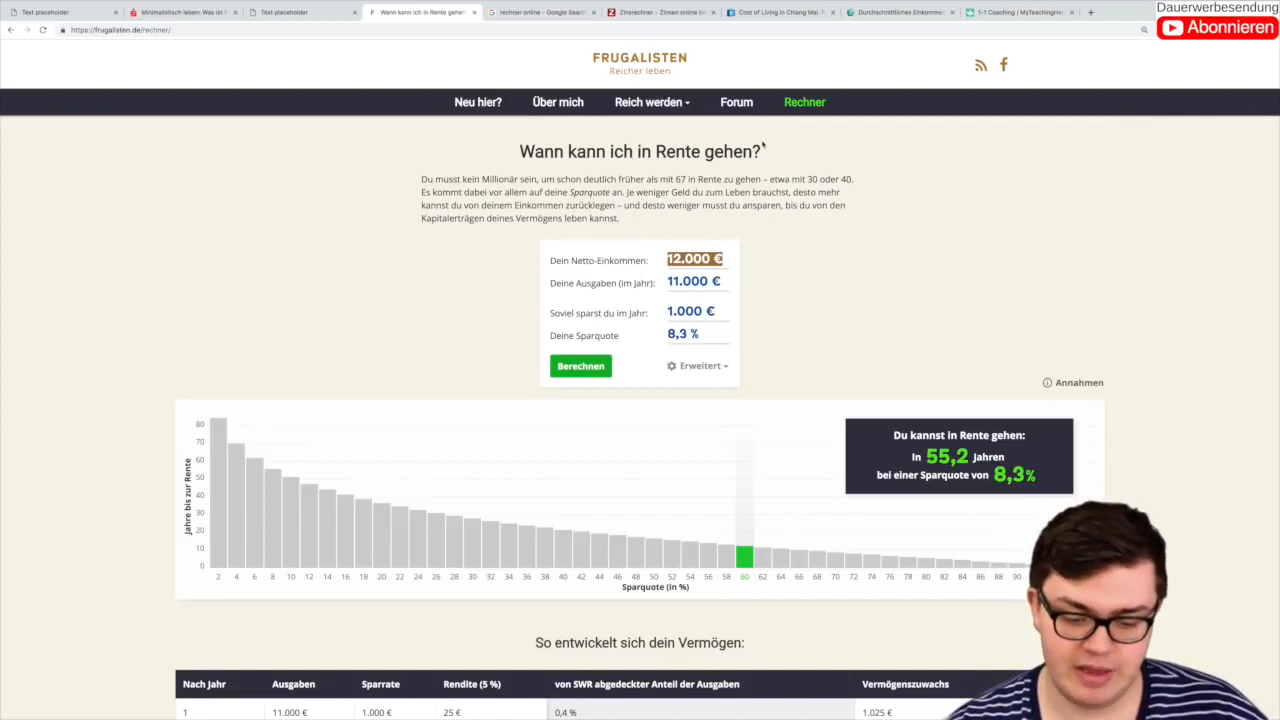 Text placeholder
Minimalistisch leben: Was ist
Text placeholder
Wann kann ich in Rente gehen?
rechner online - Google Search
Zinsrechner - Zinsen online be
Cost of Living in Chiang Mai.
Durchschnittliches Einkomme
1-1 Coaching | MyTeachingHe
Dauerwerbesendung
Abonnieren
https://frugalisten.de/rechner/
FRUGALISTEN
Reicher leben
Neu hier? Über mich Reich werden Forum Rechner
Wann kann ich in Rente gehen?
Du musst kein Millionär sein, um schon deutlich früher als mit 67 in Rente zu gehen – etwa mit 30 oder 40.
Es kommt dabei vor allem auf deine Sparquote an. Je weniger Geld du zum Leben brauchst, desto mehr
kannst du von deinem Einkommen zurücklegen – und desto weniger musst du ansparen, bis du von den
Kapitalerträgen deines Vermögens leben kannst.
Dein Netto-Einkommen: 12.000 €
Deine Ausgaben (im Jahr): 11.000 €
Soviel sparst du im Jahr: 1.000 €
Deine Sparquote 8,3 %
Berechnen Erweitert
Annahmen
Jahre bis zur Rente
80
70
60
50
40
30
20
10
0
Du kannst in Rente gehen:
In 55,2 Jahren
bei einer Sparquote von 8,3%
2 4 6 8 10 12 14 16 18 20 22 24 26 28 30 32 34 36 38 40 42 44 46 48 50 52 54 56 58 60 62 64 66 68 70 72 74 76 78 80 82 84 86 88 90
Sparquote (in %)
So entwickelt sich dein Vermögen:
Nach Jahr Ausgaben Sparrate Rendite (5 %) von SWR abgedeckter Anteil der Ausgaben Vermögenszuwachs
1 11.000 € 1.000 € 25 € 0,4 % 1.025 €